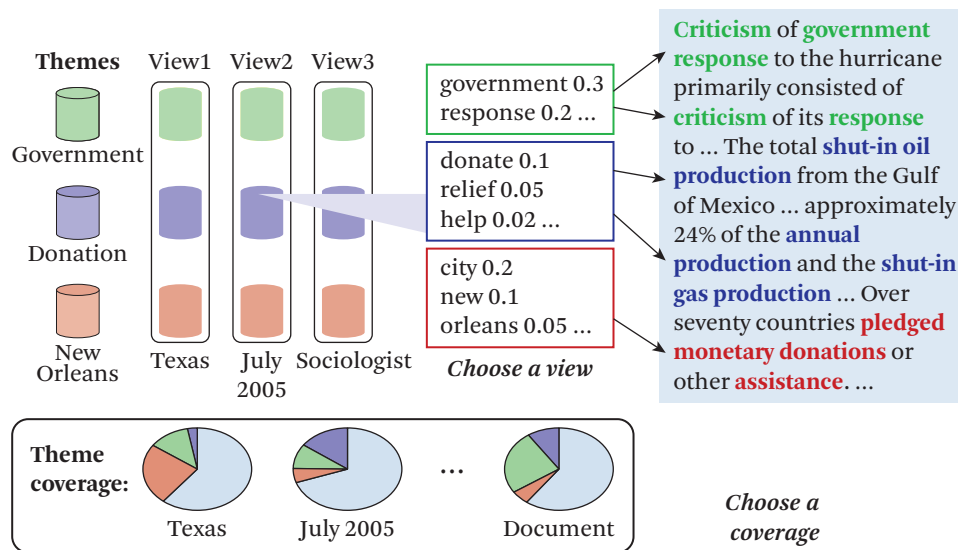 Themes
View1 View2 View3
Government
Donation
New
Orleans
Texas
July
2005
Sociologist
government 0.3
response 0.2 ...
donate 0.1
relief 0.05
help 0.02 ...
city 0.2
new 0.1
orleans 0.05 ...
Choose a view
Criticism of government
response to the hurricane
primarily consisted of
criticism of its response
to ... The total shut-in oil
production from the Gulf
of Mexico ... approximately
24% of the annual
production and the shut-in
gas production ... Over
seventy countries pledged
monetary donations or
other assistance. ...
Theme
coverage:
Texas
July 2005
...
Document
Choose a
coverage